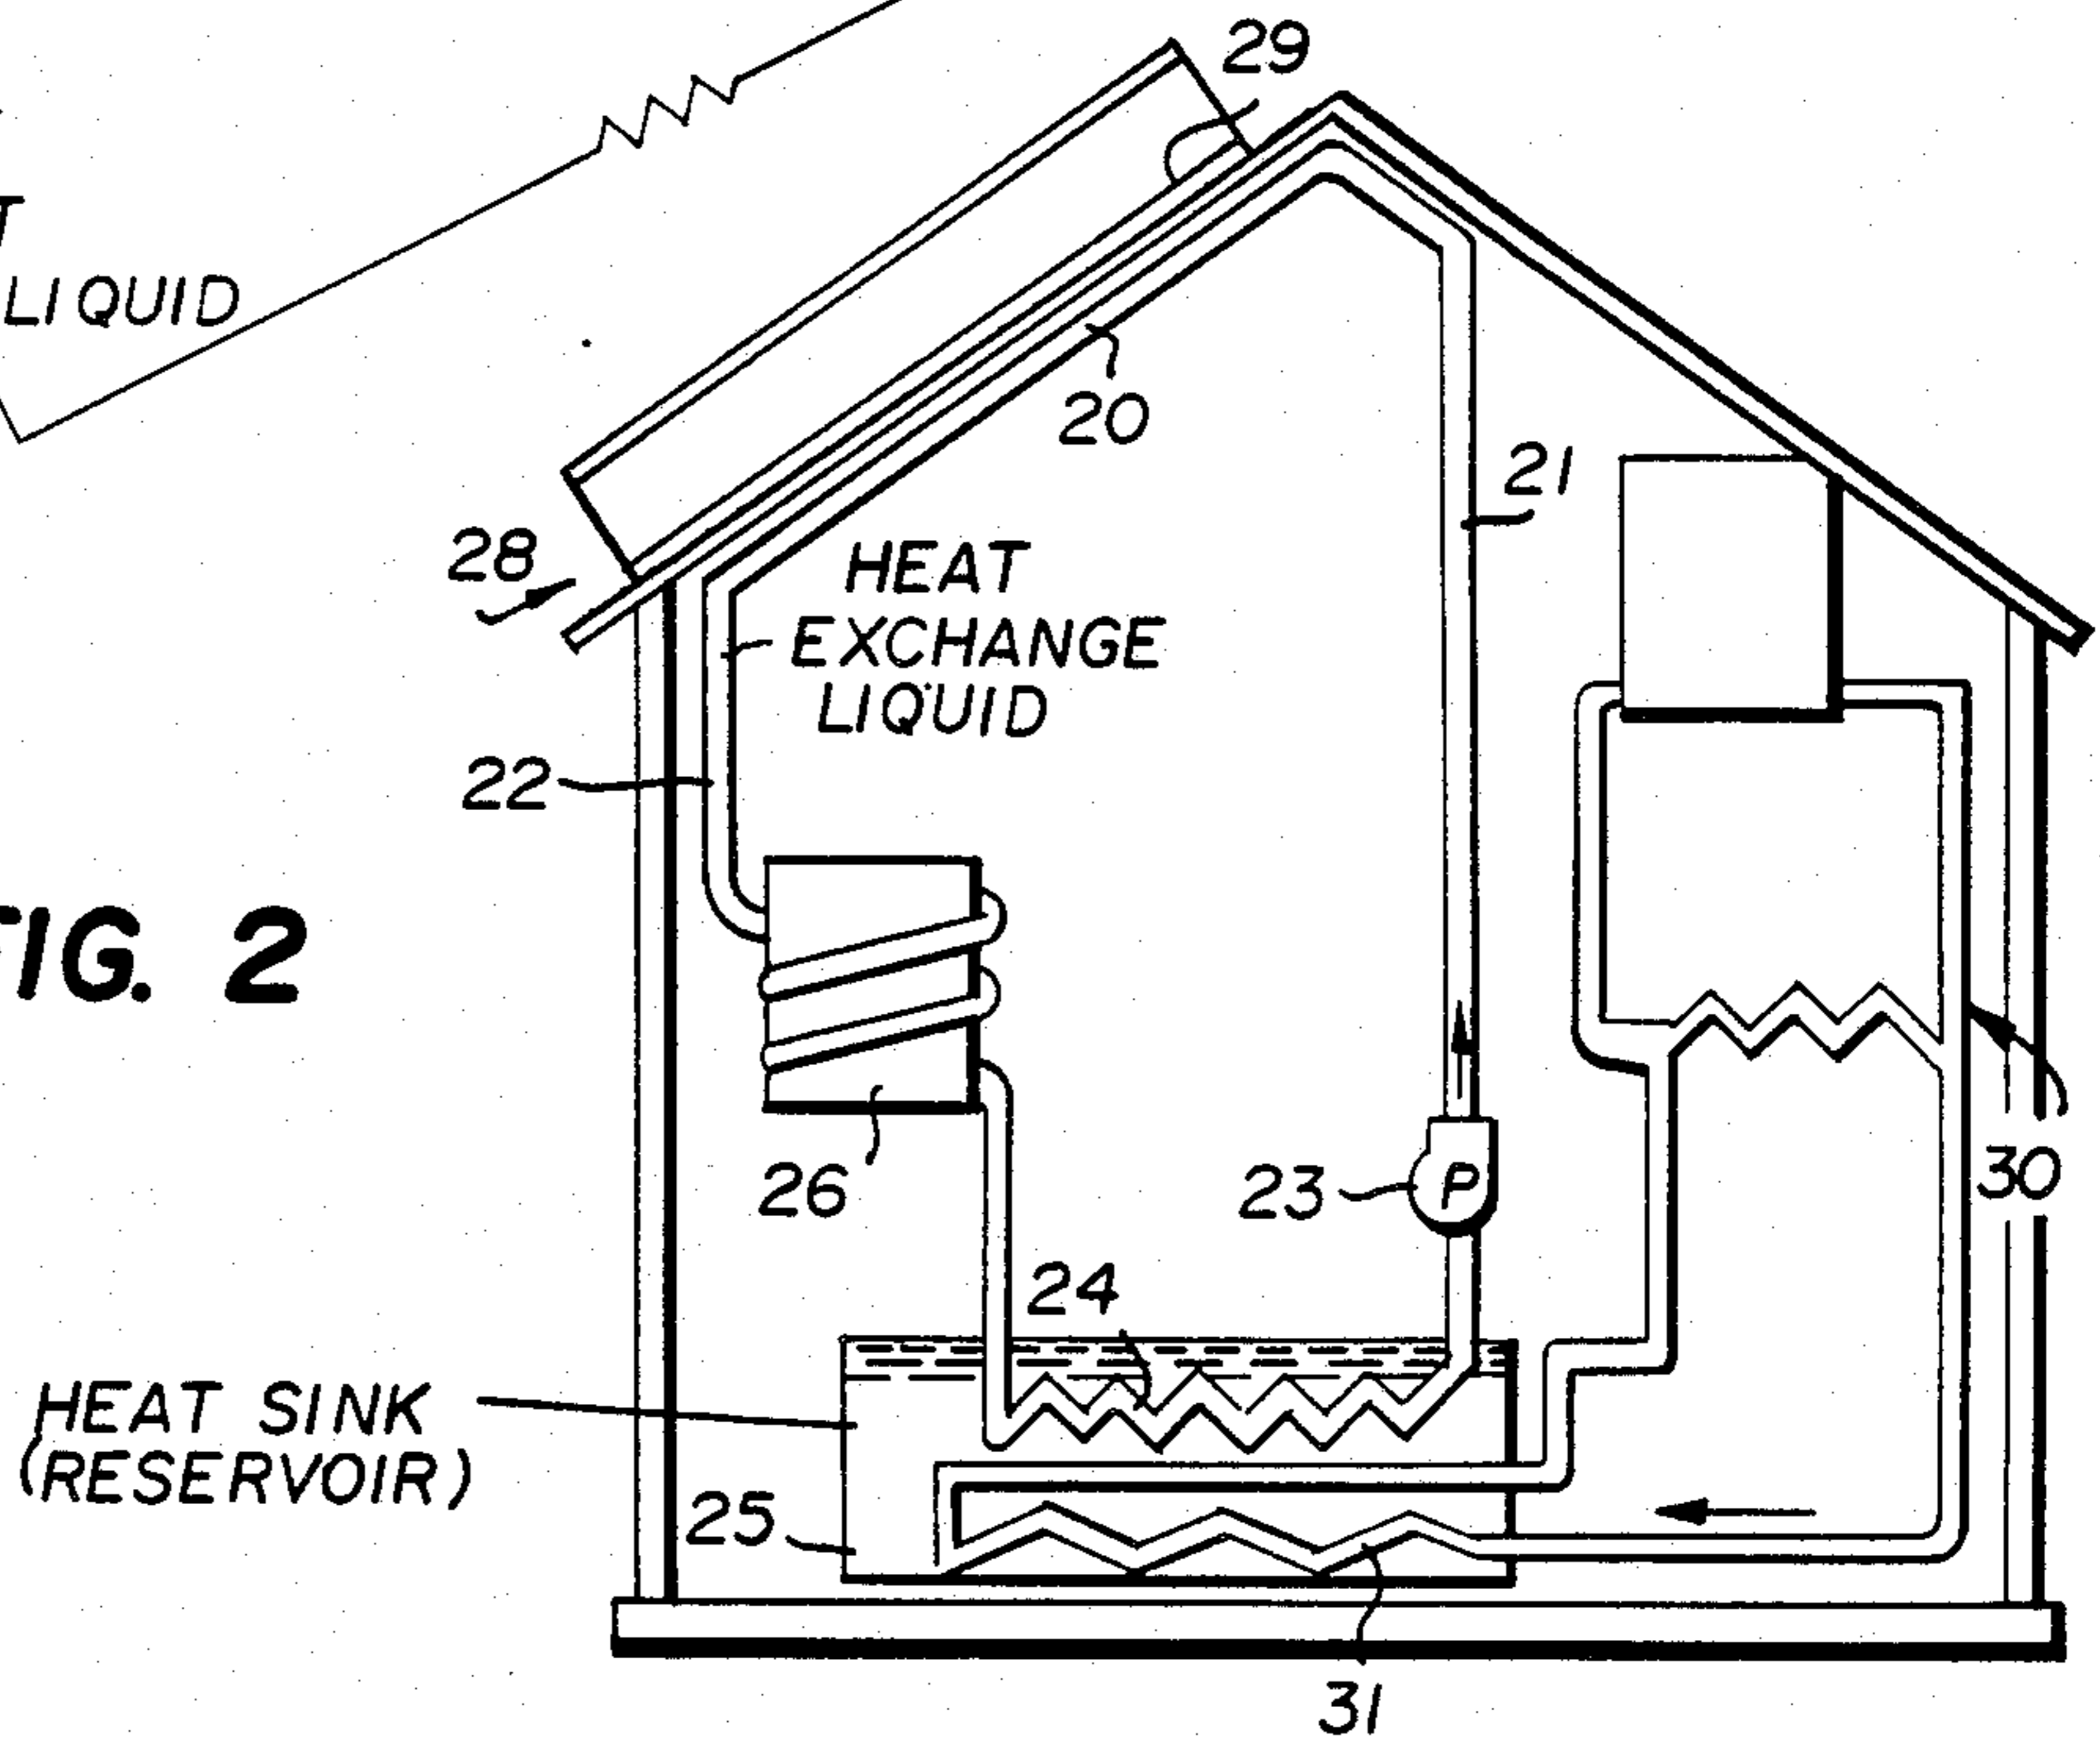 29
LIQUID
20
21
28
HEAT
EXCHANGE
LIQUID
22
FIG. 2
26
23
P
30
24
HEAT SINK
(RESERVOIR)
25
31